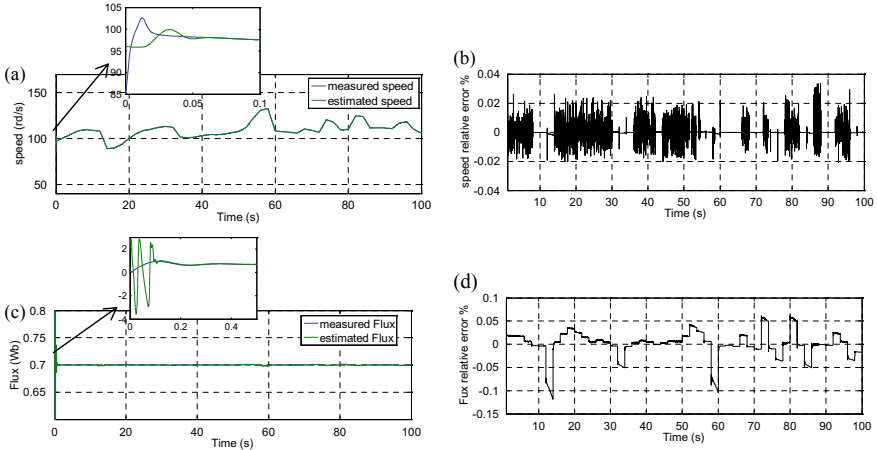 (a)
100
95
90
85
0
0.05
0.1
150
100
50
speed (rd/s)
measured speed
estimated speed
0 20 40 60 80 100
Time (s)
(b)
0.04
0.02
0
-0.02
-0.04
speed relative error %
10 20 30 40 50 60 70 80 90 100
Time (s)
(c)
2
0
-2
-4
0 0.2 0.4
0.8
0.75
0.7
0.65
Flux (Wb)
measured Flux
estimated Flux
0 20 40 60 80 100
Time (s)
(d)
0.1
0.05
0
-0.05
-0.1
-0.15
Fux relative error %
10 20 30 40 50 60 70 80 90 100
Time (s)